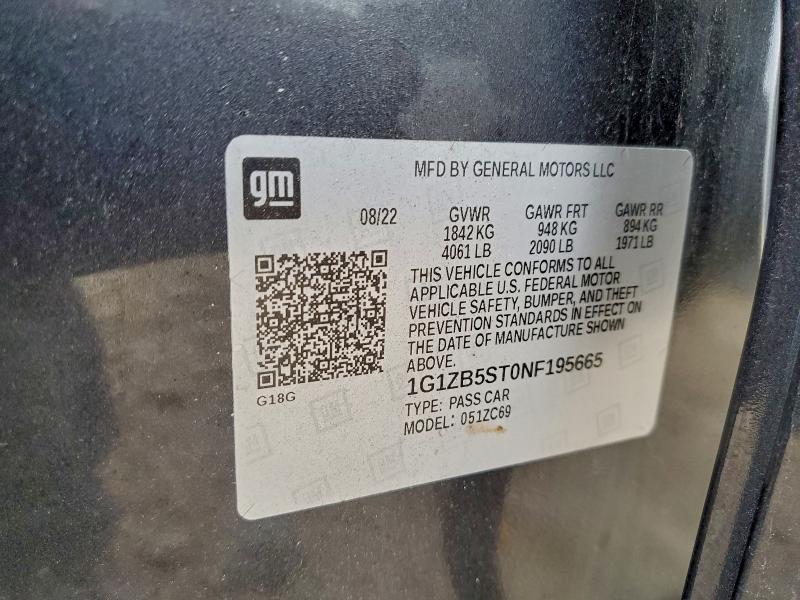 gm
MFD BY GENERAL MOTORS LLC
08/22
GVWR GAWR FRT GAWR RR
1842 KG 948 KG 894 KG
4061 LB 2090 LB 1971 LB
THIS VEHICLE CONFORMS TO ALL
APPLICABLE U.S. FEDERAL MOTOR
VEHICLE SAFETY, BUMPER, AND THEFT
PREVENTION STANDARDS IN EFFECT ON
THE DATE OF MANUFACTURE SHOWN
ABOVE.
1G1ZB5ST0NF195665
G18G
TYPE: PASS CAR
MODEL: 051ZC69